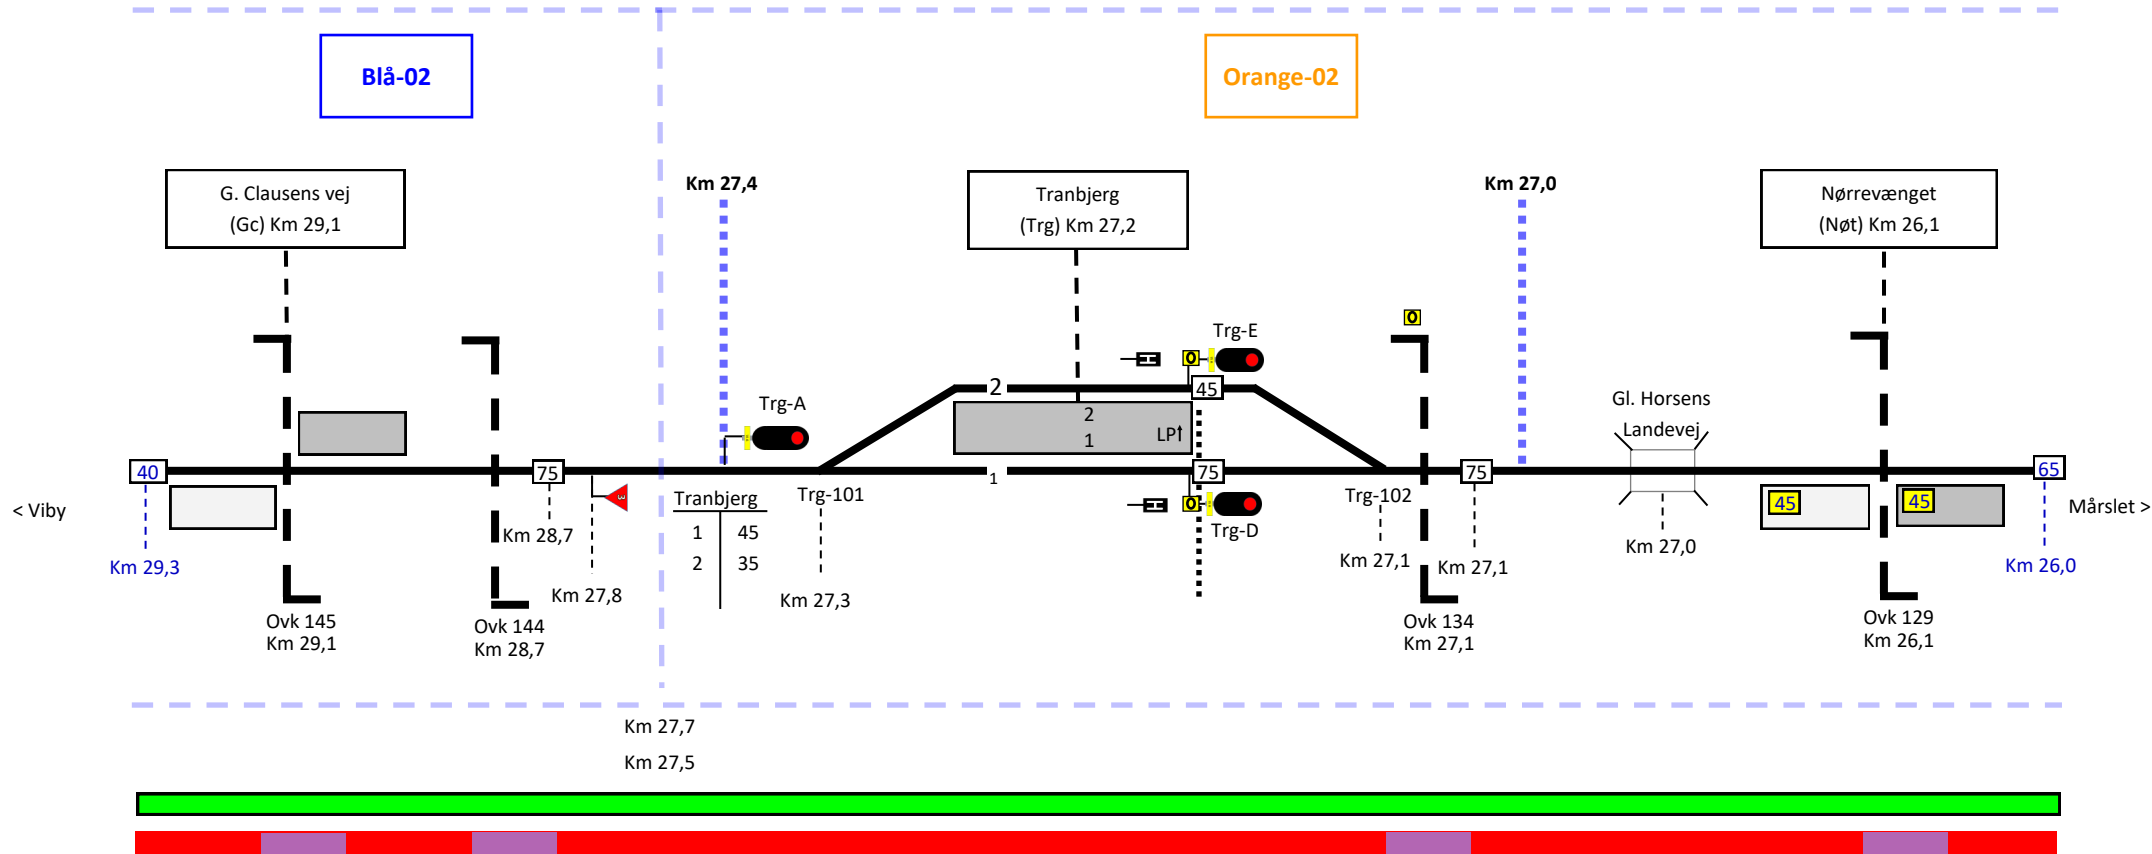 Blå-02
Orange-02
G. Clausens vej
(Gc) Km 29,1
Km 27,4
Tranbjerg
(Trg) Km 27,2
Km 27,0
Nørrevænget
(Nøt) Km 26,1
0
Trg-E
0
2
45
Trg-A
2
1
LP↑
Gl. Horsens
Landevej
40
75
3
1
75
75
65
< Viby
Tranbjerg
1 45
2 35
Trg-101
0
Trg-D
Trg-102
45
45
Mårslet >
Km 29,3
Km 28,7
Km 27,8
Km 27,3
Km 27,1
Km 27,1
Km 27,0
Km 26,0
Ovk 145
Km 29,1
Ovk 144
Km 28,7
Ovk 134
Km 27,1
Ovk 129
Km 26,1
Km 27,7
Km 27,5